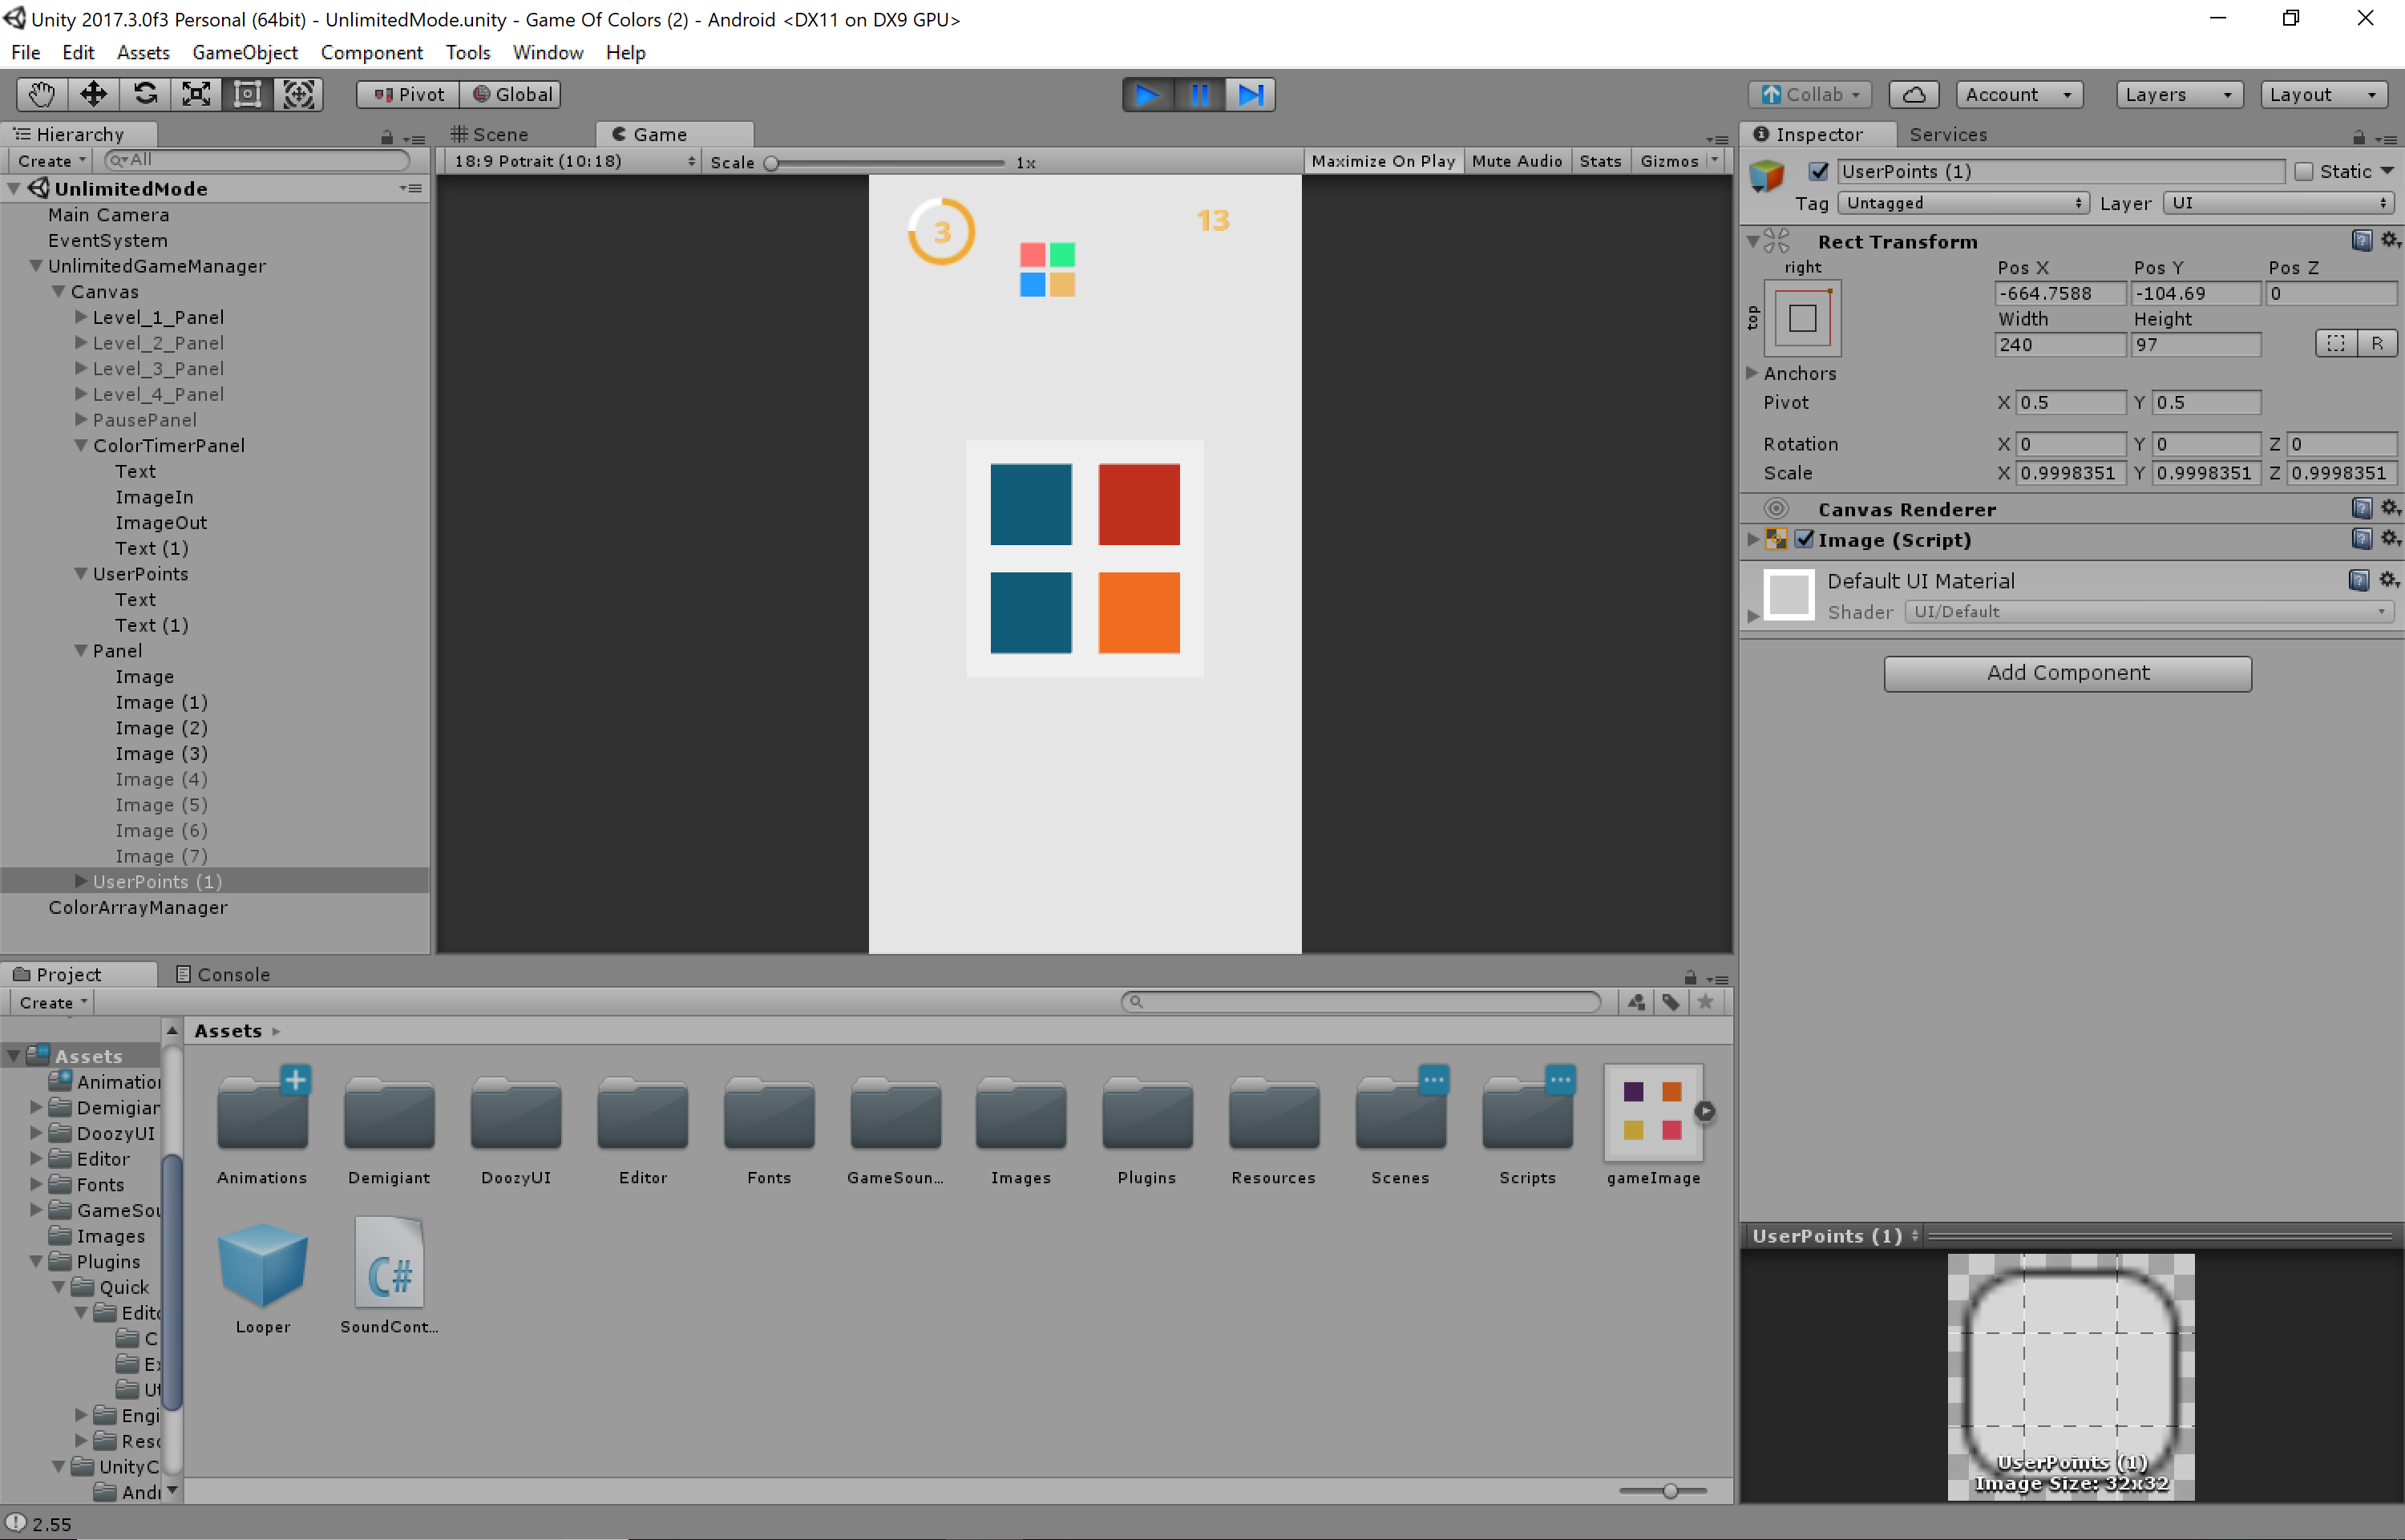 Unity 2017.3.0f3 Personal (64bit) - UnlimitedMode.unity - Game Of Colors (2) - Android <DX11 on DX9 GPU>
File Edit Assets GameObject Component Tools Window Help
Pivot Global Collab Account Layers Layout
Hierarchy
Create All
UnlimitedMode
Main Camera
EventSystem
UnlimitedGameManager
Canvas
Level_1_Panel
Level_2_Panel
Level_3_Panel
Level_4_Panel
PausePanel
ColorTimerPanel
Text
ImageIn
ImageOut
Text (1)
UserPoints
Text
Text (1)
Panel
Image
Image (1)
Image (2)
Image (3)
Image (4)
Image (5)
Image (6)
Image (7)
UserPoints (1)
ColorArrayManager
Scene Game
18:9 Potrait (10:18) Scale 1x Maximize On Play Mute Audio Stats Gizmos
3
13
Inspector Services
UserPoints (1) Static
Tag Untagged Layer UI
Rect Transform
right
top
Pos X Pos Y Pos Z
-664.7588 -104.69 0
Width Height
240 97
R
Anchors
Pivot X 0.5 Y 0.5
Rotation X 0 Y 0 Z 0
Scale X 0.9998351 Y 0.9998351 Z 0.9998351
Canvas Renderer
Image (Script)
Default UI Material
Shader UI/Default
Add Component
Project Console
Create
Assets
Animation
Demigian
DoozyUI
Editor
Fonts
GameSou
Images
Plugins
Quick
Edito
C
Ex
Ut
Engi
Reso
UnityC
Andr
Assets
Animations Demigiant DoozyUI Editor Fonts GameSoun... Images Plugins Resources Scenes Scripts gameImage
C#
Looper SoundCont...
UserPoints (1)
UserPoints (1)
Image Size: 32x32
2.55